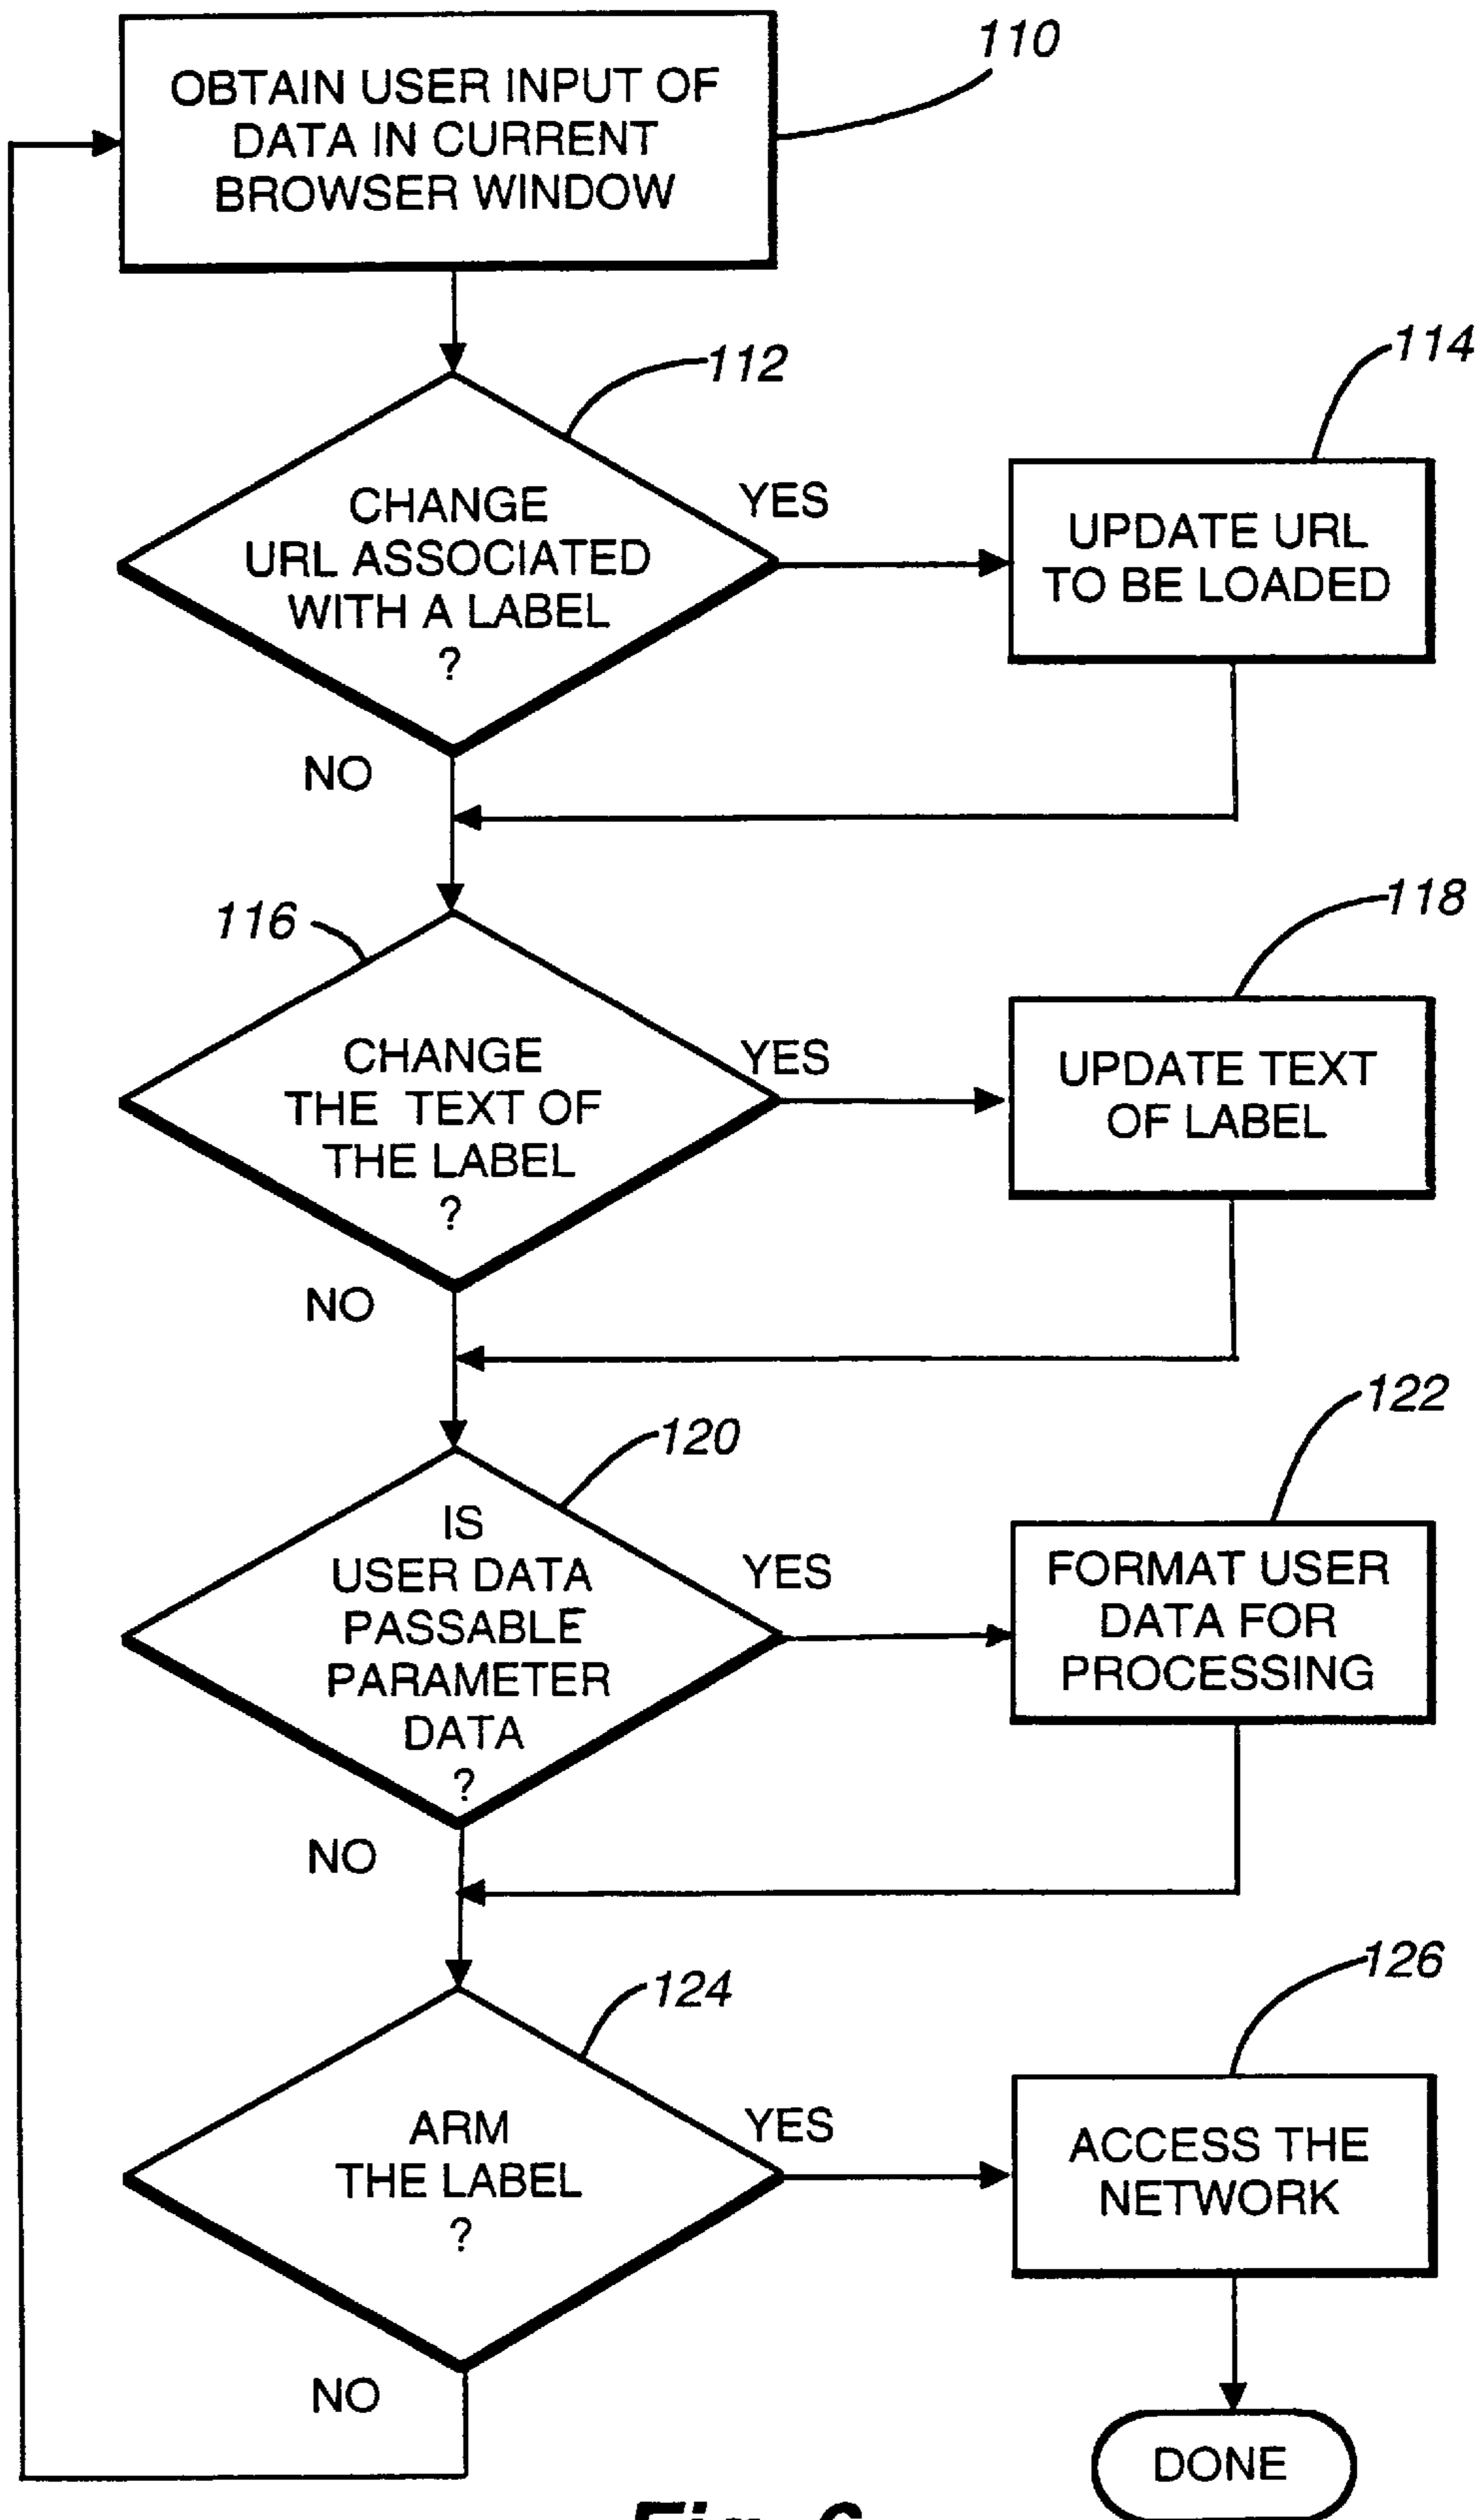 110
OBTAIN USER INPUT OF
DATA IN CURRENT
BROWSER WINDOW
112
CHANGE
URL ASSOCIATED
WITH A LABEL
?
YES
NO
114
UPDATE URL
TO BE LOADED
116
CHANGE
THE TEXT OF
THE LABEL
?
YES
NO
118
UPDATE TEXT
OF LABEL
120
IS
USER DATA
PASSABLE
PARAMETER
DATA
?
YES
NO
122
FORMAT USER
DATA FOR
PROCESSING
124
ARM
THE LABEL
?
YES
NO
126
ACCESS THE
NETWORK
DONE